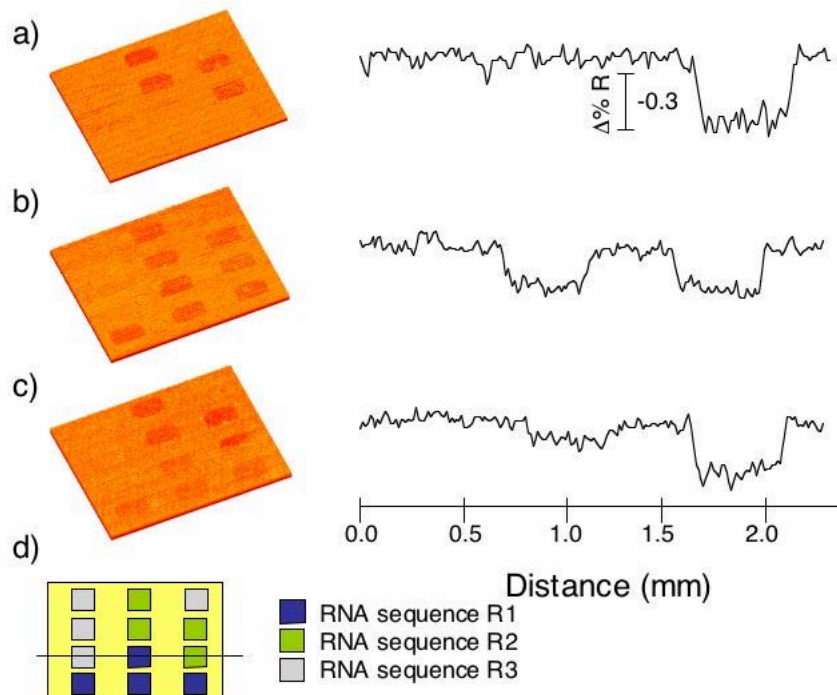 a)
Δ% R
-0.3
b)
c)
0.0 0.5 1.0 1.5 2.0
Distance (mm)
d)
RNA sequence R1
RNA sequence R2
RNA sequence R3